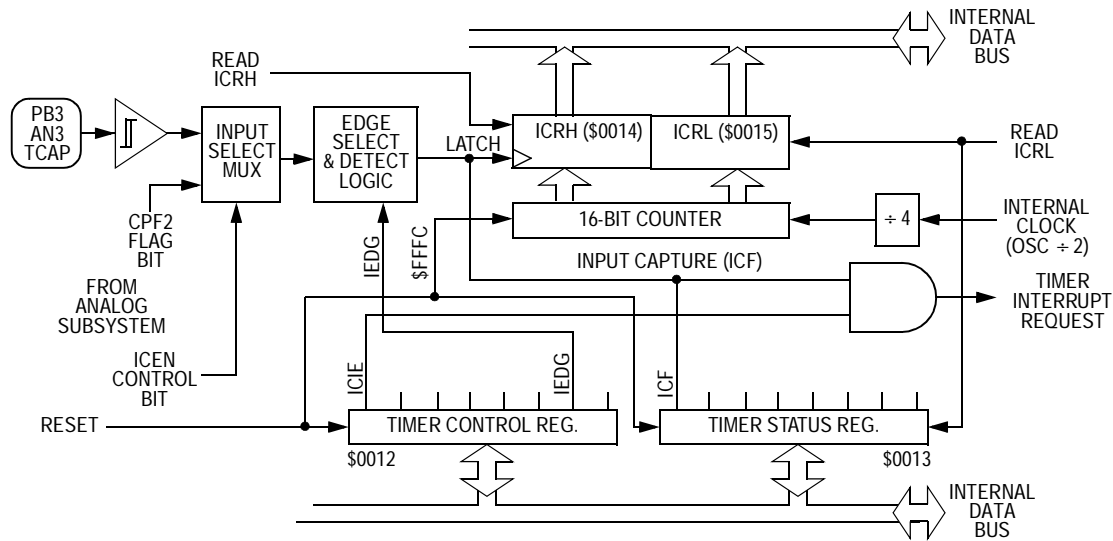 INTERNAL
DATA
BUS
READ
ICRH
PB3
AN3
TCAP
INPUT
SELECT
MUX
EDGE
SELECT
& DETECT
LOGIC
LATCH
ICRH ($0014)
ICRL ($0015)
READ
ICRL
16-BIT COUNTER
÷ 4
INTERNAL
CLOCK
(OSC ÷ 2)
CPF2
FLAG
BIT
FROM
ANALOG
SUBSYSTEM
IEDG
$FFFC
INPUT CAPTURE (ICF)
TIMER
INTERRUPT
REQUEST
ICEN
CONTROL
BIT
ICIE
IEDG
ICF
RESET
TIMER CONTROL REG.
TIMER STATUS REG.
$0012
$0013
INTERNAL
DATA
BUS